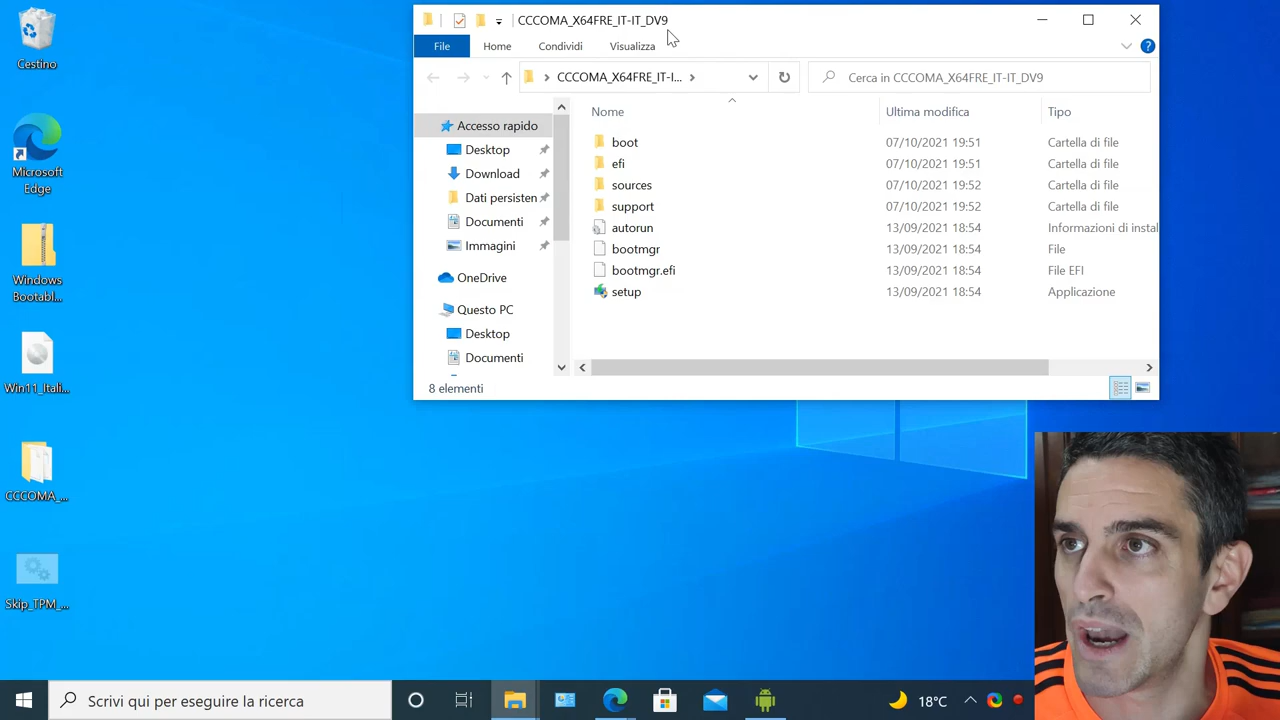 Cestino
Microsoft
Edge
Windows
Bootabl...
Win11_Itali...
CCCOMA_...
Skip_TPM_...
CCCOMA_X64FRE_IT-IT_DV9
File
Home
Condividi
Visualizza
CCCOMA_X64FRE_IT-I...
Cerca in CCCOMA_X64FRE_IT-IT_DV9
Accesso rapido
Desktop
Download
Dati persisten
Documenti
Immagini
OneDrive
Questo PC
Desktop
Documenti
Nome Ultima modifica Tipo
boot 07/10/2021 19:51 Cartella di file
efi 07/10/2021 19:51 Cartella di file
sources 07/10/2021 19:52 Cartella di file
support 07/10/2021 19:52 Cartella di file
autorun 13/09/2021 18:54 Informazioni di instal
bootmgr 13/09/2021 18:54 File
bootmgr.efi 13/09/2021 18:54 File EFI
setup 13/09/2021 18:54 Applicazione
8 elementi
Scrivi qui per eseguire la ricerca
18°C